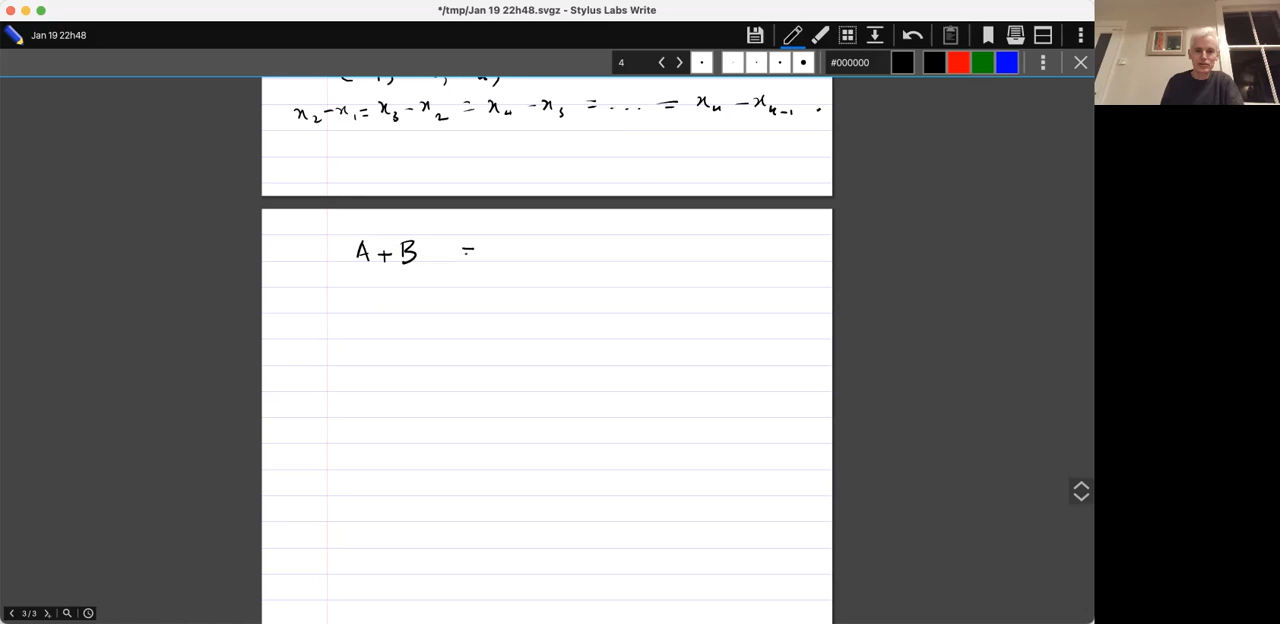 */tmp/Jan 19 22h48.svgz - Stylus Labs Write
Jan 19 22h48
4
#000000
x₂ - x₁ = x₃ - x₂ = x₄ - x₃ = .... = xₙ - xₙ₋₁ .
A + B =
3/3